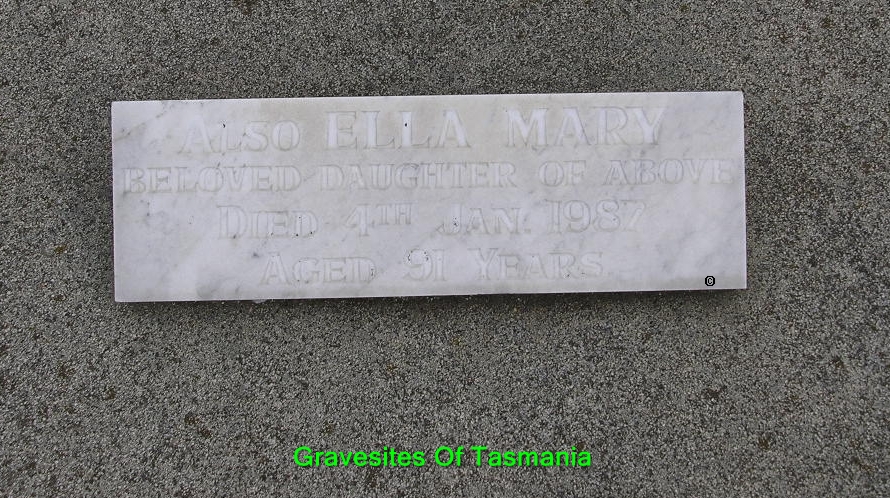 ALSO ELLA MARY
BELOVED DAUGHTER OF ABOVE
DIED 4TH JAN. 1987
AGED 91 YEARS
©
Gravesites Of Tasmania